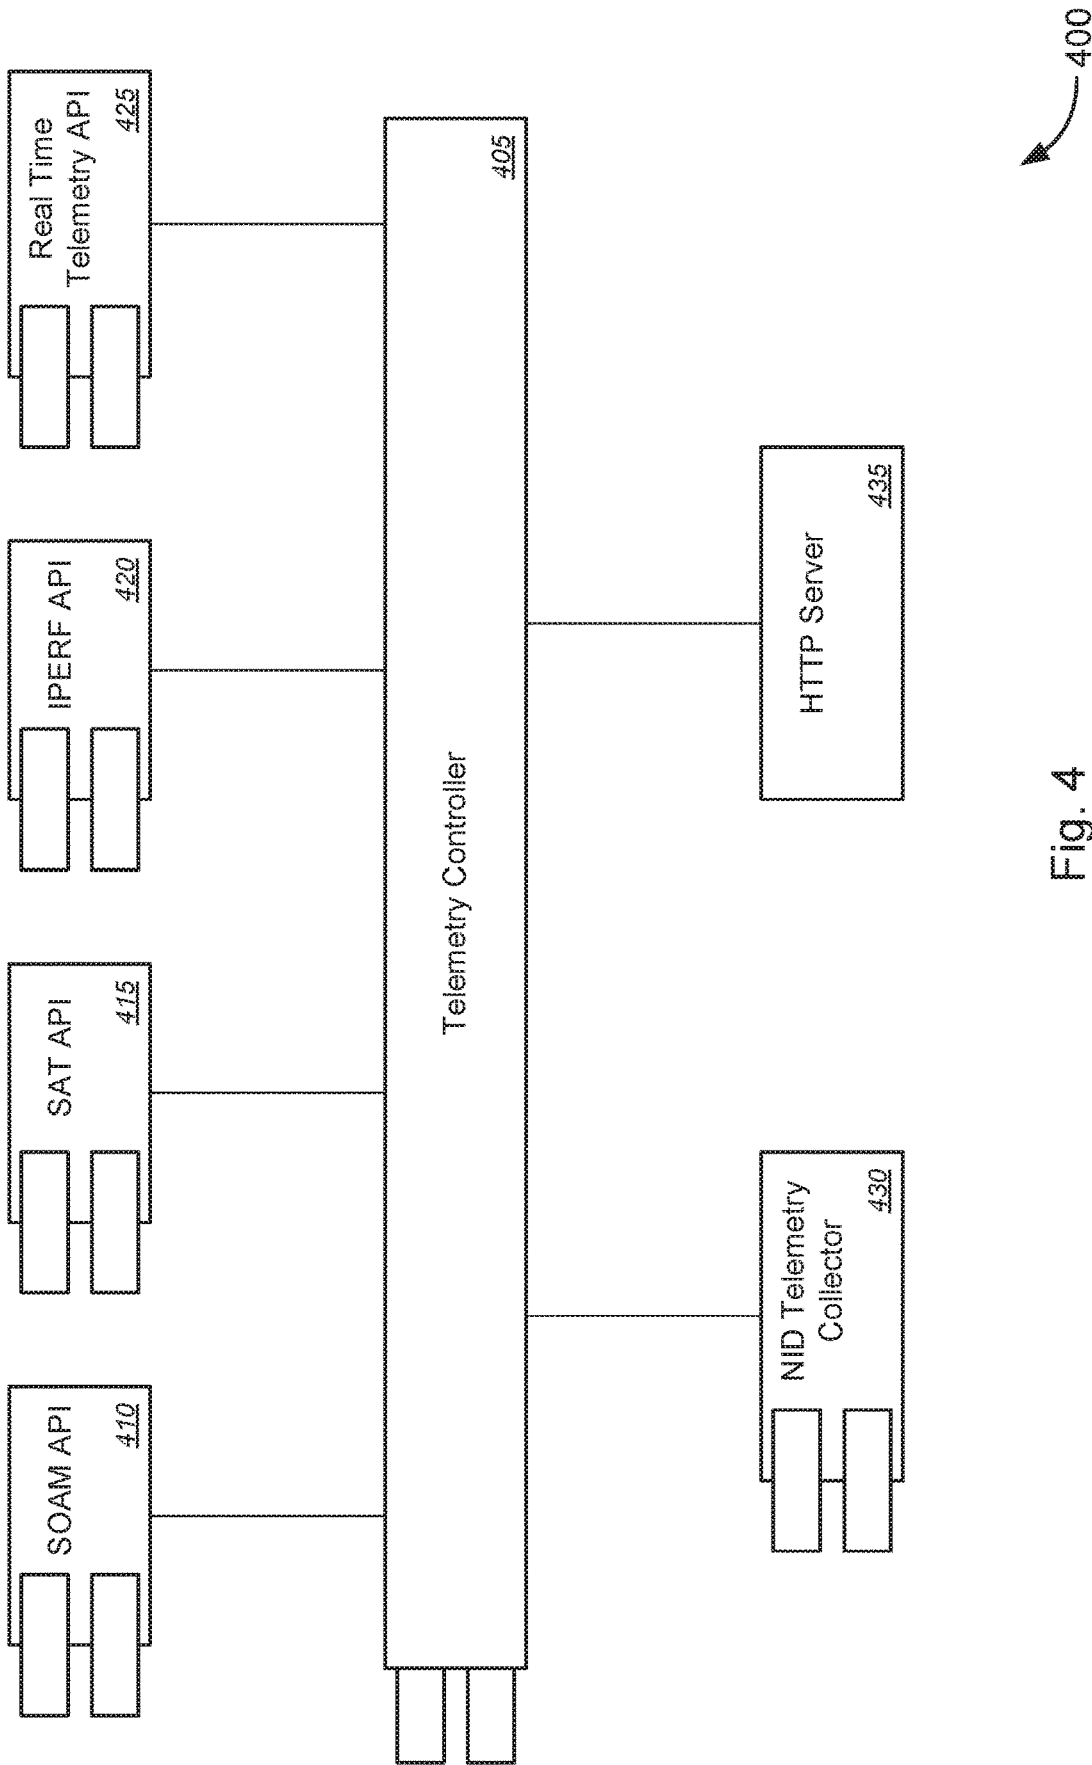 SOAM API
410
SAT API
415
IPERF API
420
Real Time
Telemetry API
425
Telemetry Controller
405
NID Telemetry
Collector
430
HTTP Server
435
Fig. 4
400